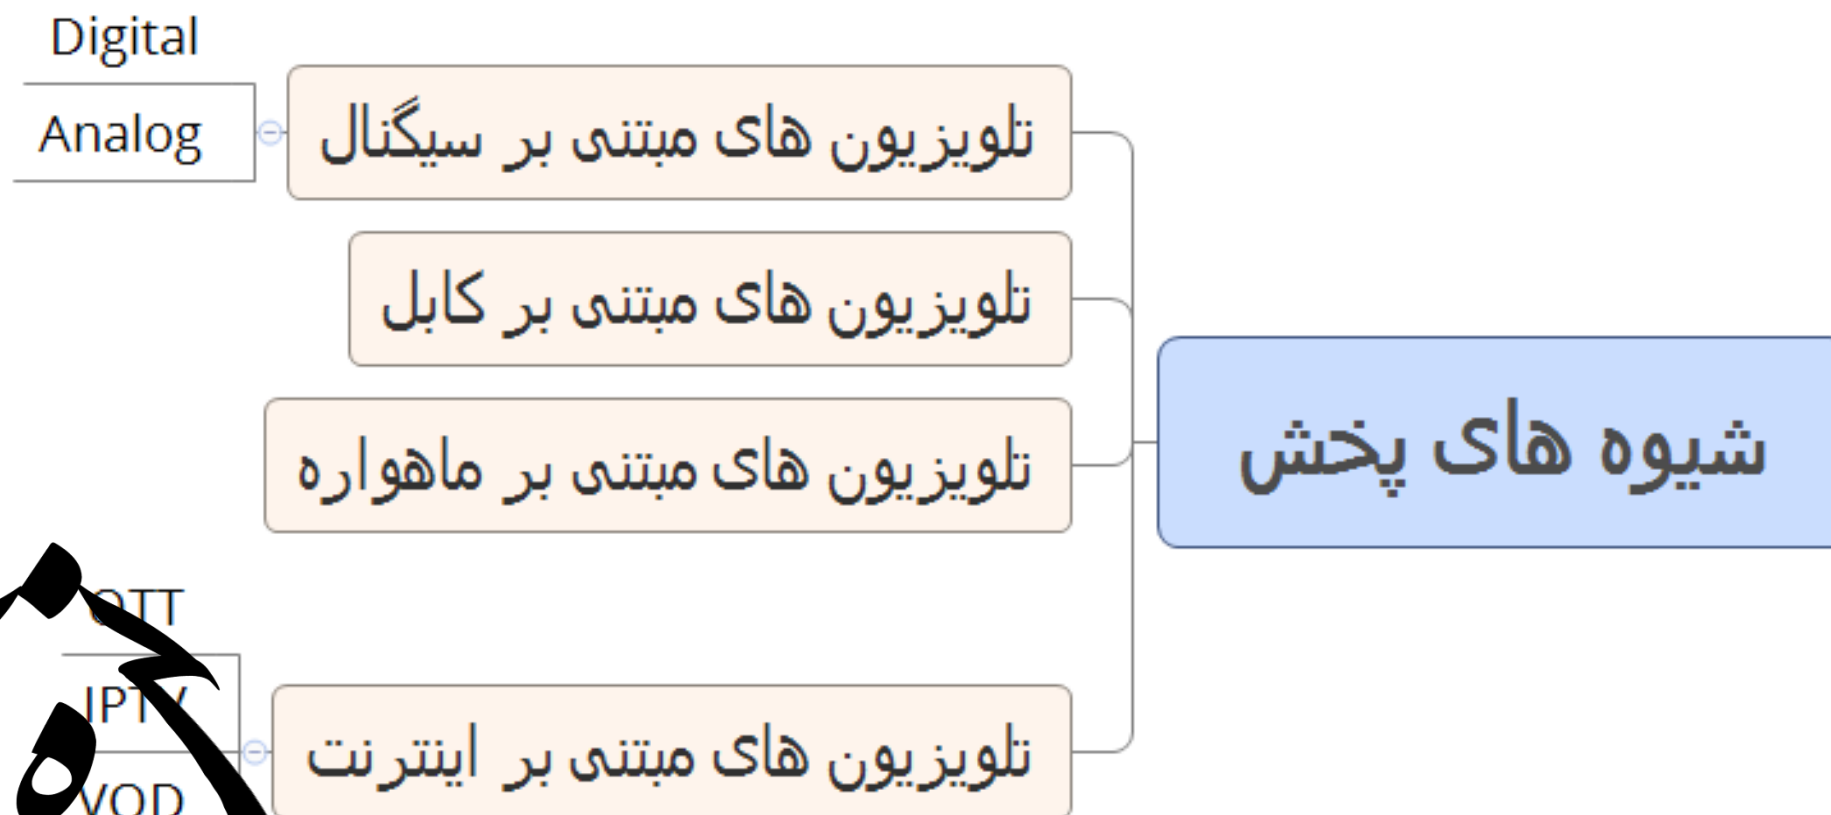 شیوه های پخش
تلویزیون های مبتنی بر سیگنال
Digital
Analog
تلویزیون های مبتنی بر کابل
تلویزیون های مبتنی بر ماهواره
تلویزیون های مبتنی بر اینترنت
OTT
IPTV
VOD